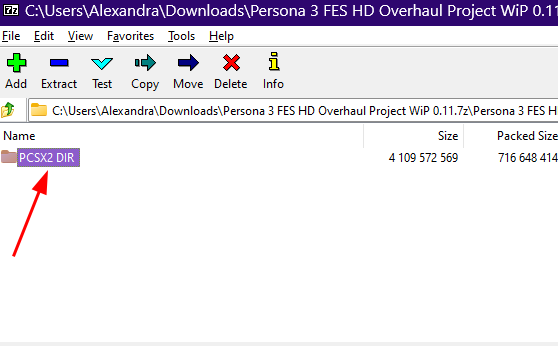 7z C:\Users\Alexandra\Downloads\Persona 3 FES HD Overhaul Project WiP 0.1
File Edit View Favorites Tools Help
Add Extract Test Copy Move Delete Info
C:\Users\Alexandra\Downloads\Persona 3 FES HD Overhaul Project WiP 0.11.7z\Persona 3 FES H
Name Size Packed Size
PCSX2 DIR 4 109 572 569 716 648 414